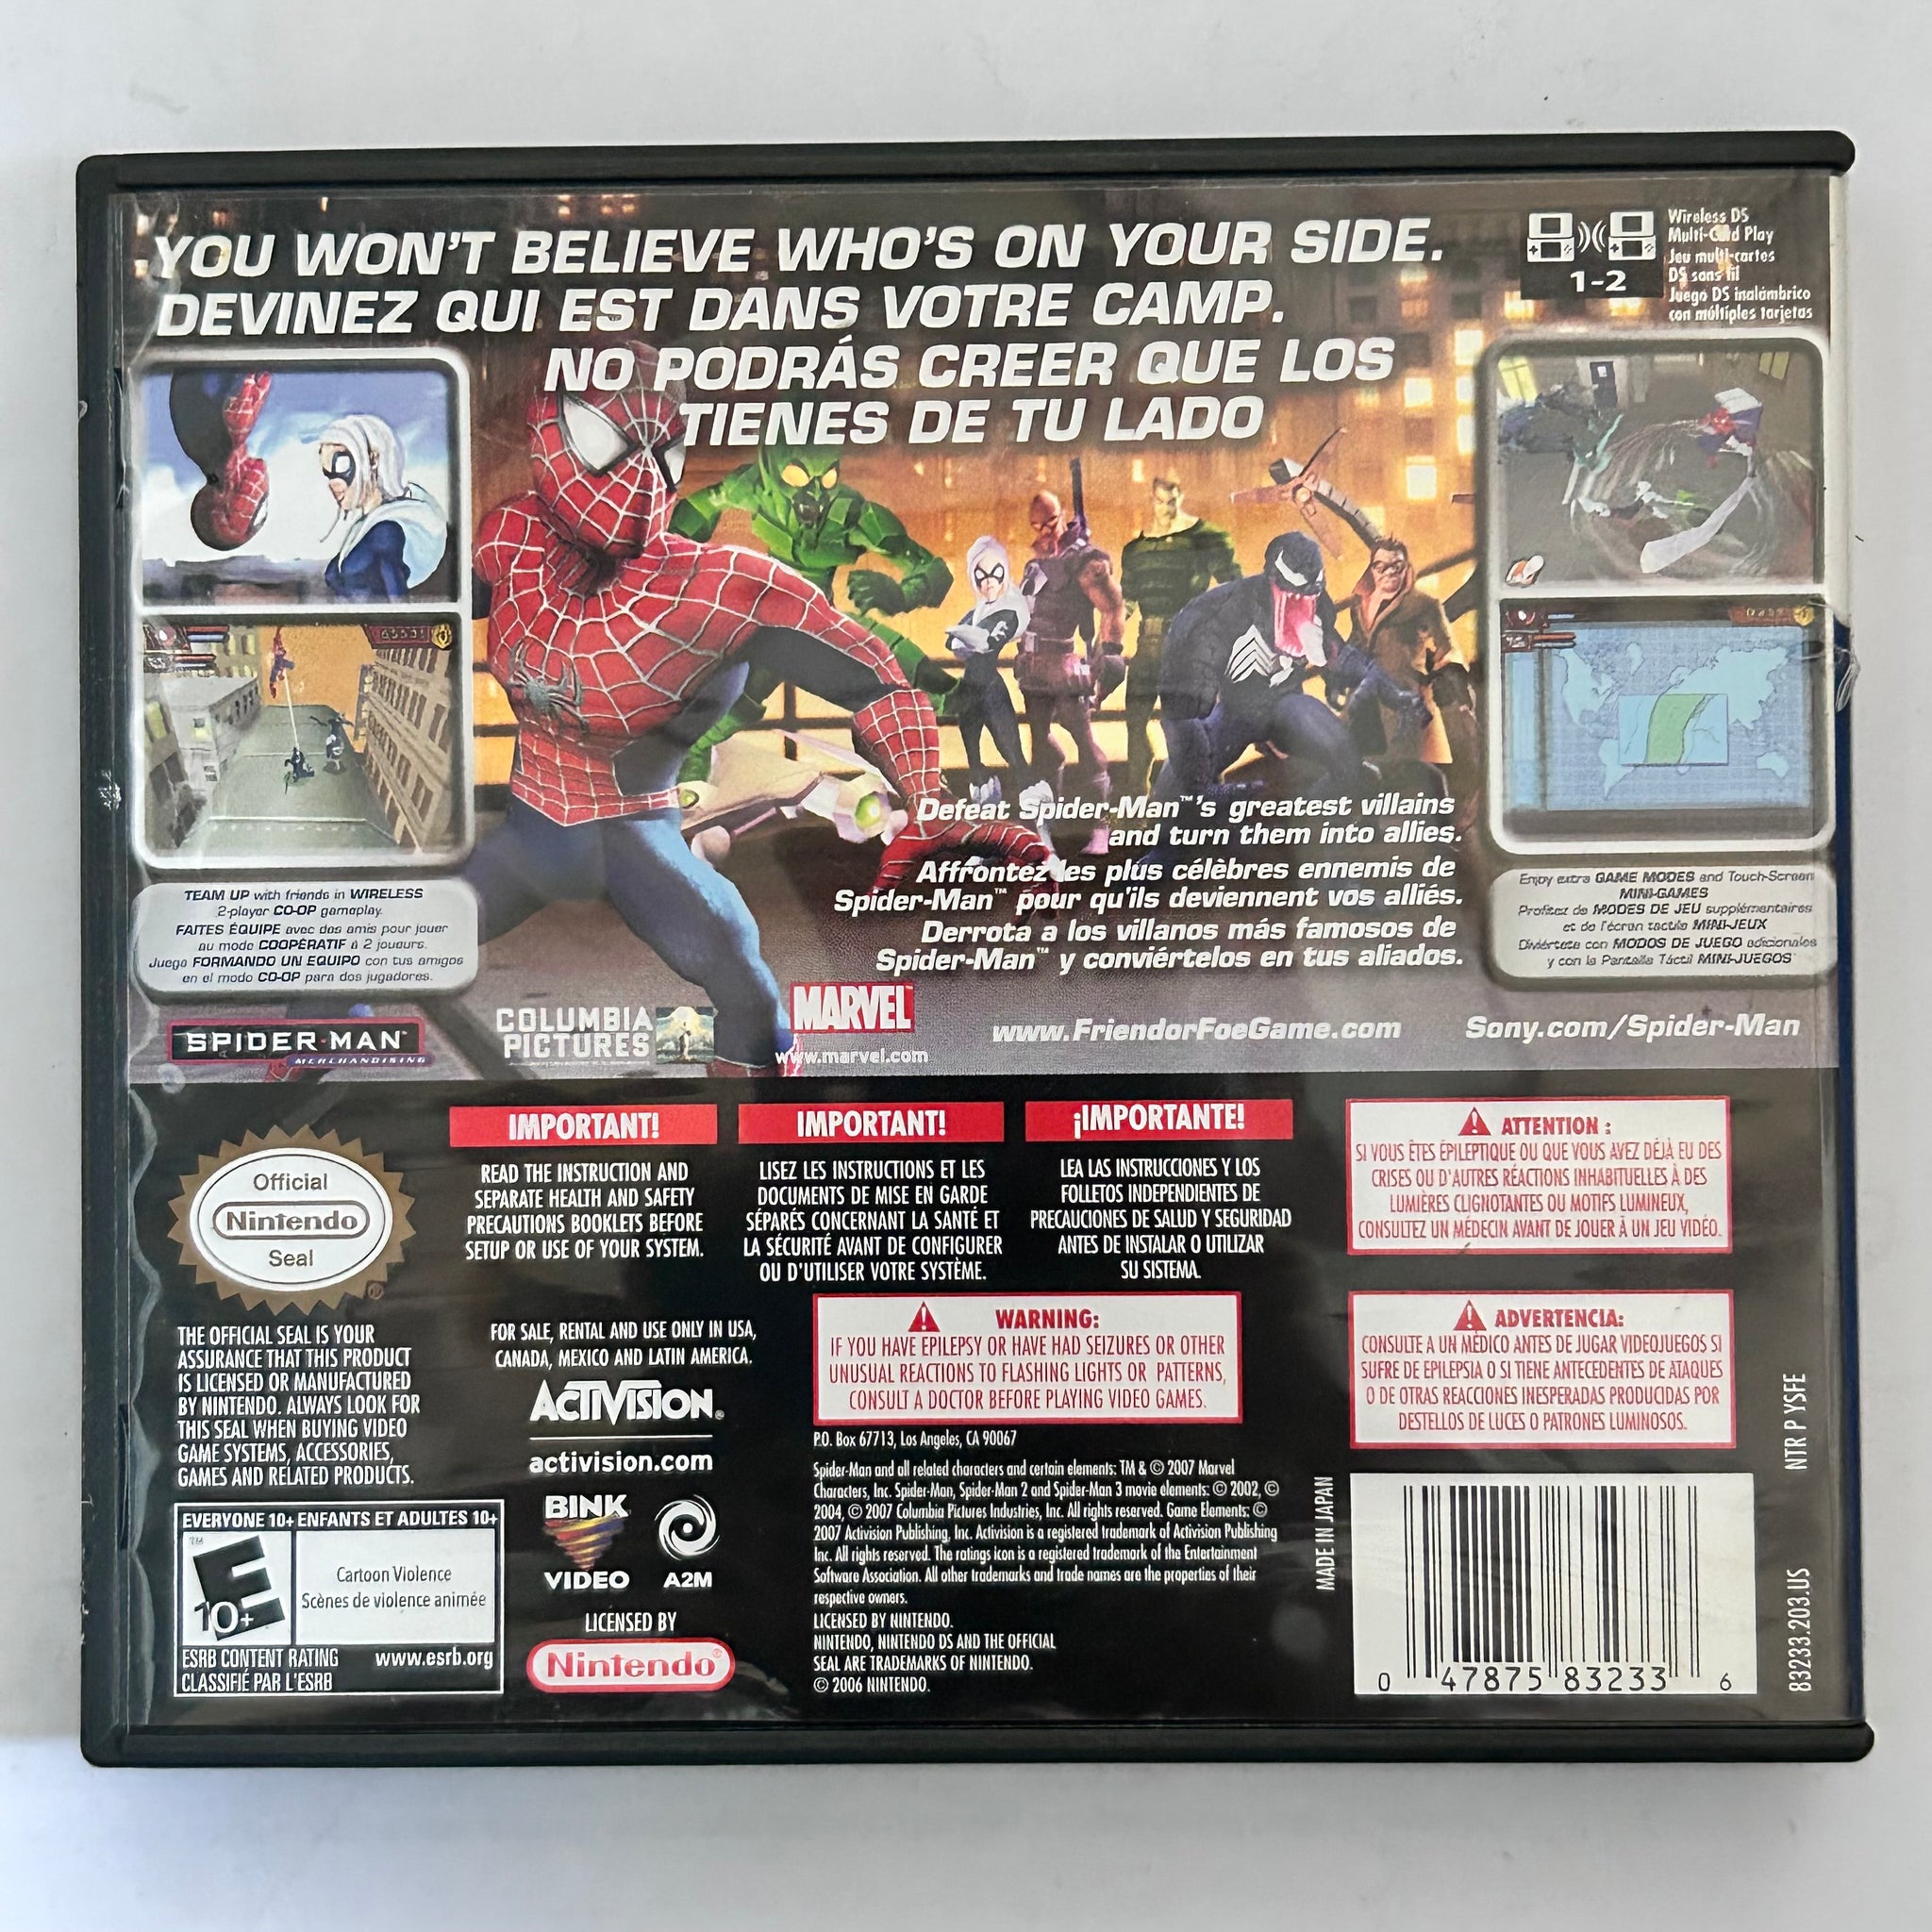 YOU WON'T BELIEVE WHO'S ON YOUR SIDE.
DEVINEZ QUI EST DANS VOTRE CAMP.
NO PODRÁS CREER QUE LOS
TIENES DE TU LADO
1-2
Wireless DS
Multi-Card Play
Jeu multi-cartes
DS sans fil
Juego DS inalámbrico
con múltiples tarjetas
Defeat Spider-Man™'s greatest villains
and turn them into allies.
Affrontez les plus célèbres ennemis de
Spider-Man™ pour qu'ils deviennent vos alliés.
Derrota a los villanos más famosos de
Spider-Man™ y conviértelos en tus aliados.
TEAM UP with friends in WIRELESS
2-player CO-OP gameplay.
FAITES ÉQUIPE avec des amis pour jouer
au mode COOPÉRATIF à 2 joueurs.
Juega FORMANDO UN EQUIPO con tus amigos
en el modo CO-OP para dos jugadores.
Enjoy extra GAME MODES and Touch-Screen
MINI-GAMES
Profitez de MODES DE JEU supplémentaires
et de l'écran tactile MINI-JEUX
Diviértete con MODOS DE JUEGO adicionales
y con la Pantalla Táctil MINI-JUEGOS
SPIDER-MAN™
MERCHANDISING
COLUMBIA
PICTURES
MARVEL
www.marvel.com
www.FriendorFoeGame.com
Sony.com/Spider-Man
Official
Nintendo
Seal
®
THE OFFICIAL SEAL IS YOUR
ASSURANCE THAT THIS PRODUCT
IS LICENSED OR MANUFACTURED
BY NINTENDO. ALWAYS LOOK FOR
THIS SEAL WHEN BUYING VIDEO
GAME SYSTEMS, ACCESSORIES,
GAMES AND RELATED PRODUCTS.
IMPORTANT!
READ THE INSTRUCTION AND
SEPARATE HEALTH AND SAFETY
PRECAUTIONS BOOKLETS BEFORE
SETUP OR USE OF YOUR SYSTEM.
IMPORTANT!
LISEZ LES INSTRUCTIONS ET LES
DOCUMENTS DE MISE EN GARDE
SÉPARÉS CONCERNANT LA SANTÉ ET
LA SÉCURITÉ AVANT DE CONFIGURER
OU D'UTILISER VOTRE SYSTÈME.
¡IMPORTANTE!
LEA LAS INSTRUCCIONES Y LOS
FOLLETOS INDEPENDIENTES DE
PRECAUCIONES DE SALUD Y SEGURIDAD
ANTES DE INSTALAR O UTILIZAR
SU SISTEMA.
ATTENTION :
SI VOUS ÊTES ÉPILEPTIQUE OU QUE VOUS AVEZ DÉJÀ EU DES
CRISES OU D'AUTRES RÉACTIONS INHABITUELLES À DES
LUMIÈRES CLIGNOTANTES OU MOTIFS LUMINEUX,
CONSULTEZ UN MÉDECIN AVANT DE JOUER À UN JEU VIDÉO.
ADVERTENCIA:
CONSULTE A UN MÉDICO ANTES DE JUGAR VIDEOJUEGOS SI
SUFRE DE EPILEPSIA O SI TIENE ANTECEDENTES DE ATAQUES
O DE OTRAS REACCIONES INESPERADAS PRODUCIDAS POR
DESTELLOS DE LUCES O PATRONES LUMINOSOS.
WARNING:
IF YOU HAVE EPILEPSY OR HAVE HAD SEIZURES OR OTHER
UNUSUAL REACTIONS TO FLASHING LIGHTS OR PATTERNS,
CONSULT A DOCTOR BEFORE PLAYING VIDEO GAMES.
FOR SALE, RENTAL AND USE ONLY IN USA,
CANADA, MEXICO AND LATIN AMERICA.
ACTIVISION®
activision.com
BINK
VIDEO
A2M
LICENSED BY
Nintendo®
P.O. Box 67713, Los Angeles, CA 90067
Spider-Man and all related characters and certain elements: TM & © 2007 Marvel
Characters, Inc. Spider-Man, Spider-Man 2 and Spider-Man 3 movie elements: © 2002, ©
2004, © 2007 Columbia Pictures Industries, Inc. All rights reserved. Game Elements: ©
2007 Activision Publishing, Inc. Activision is a registered trademark of Activision Publishing
Inc. All rights reserved. The ratings icon is a registered trademark of the Entertainment
Software Association. All other trademarks and trade names are the properties of their
respective owners.
LICENSED BY NINTENDO.
NINTENDO, NINTENDO DS AND THE OFFICIAL
SEAL ARE TRADEMARKS OF NINTENDO.
© 2006 NINTENDO.
EVERYONE 10+ ENFANTS ET ADULTES 10+
E
10+
Cartoon Violence
Scènes de violence animée
ESRB CONTENT RATING www.esrb.org
CLASSIFIÉ PAR L'ESRB
MADE IN JAPAN
0 47875 83233 6
NTR P YSFE
83233.203.US